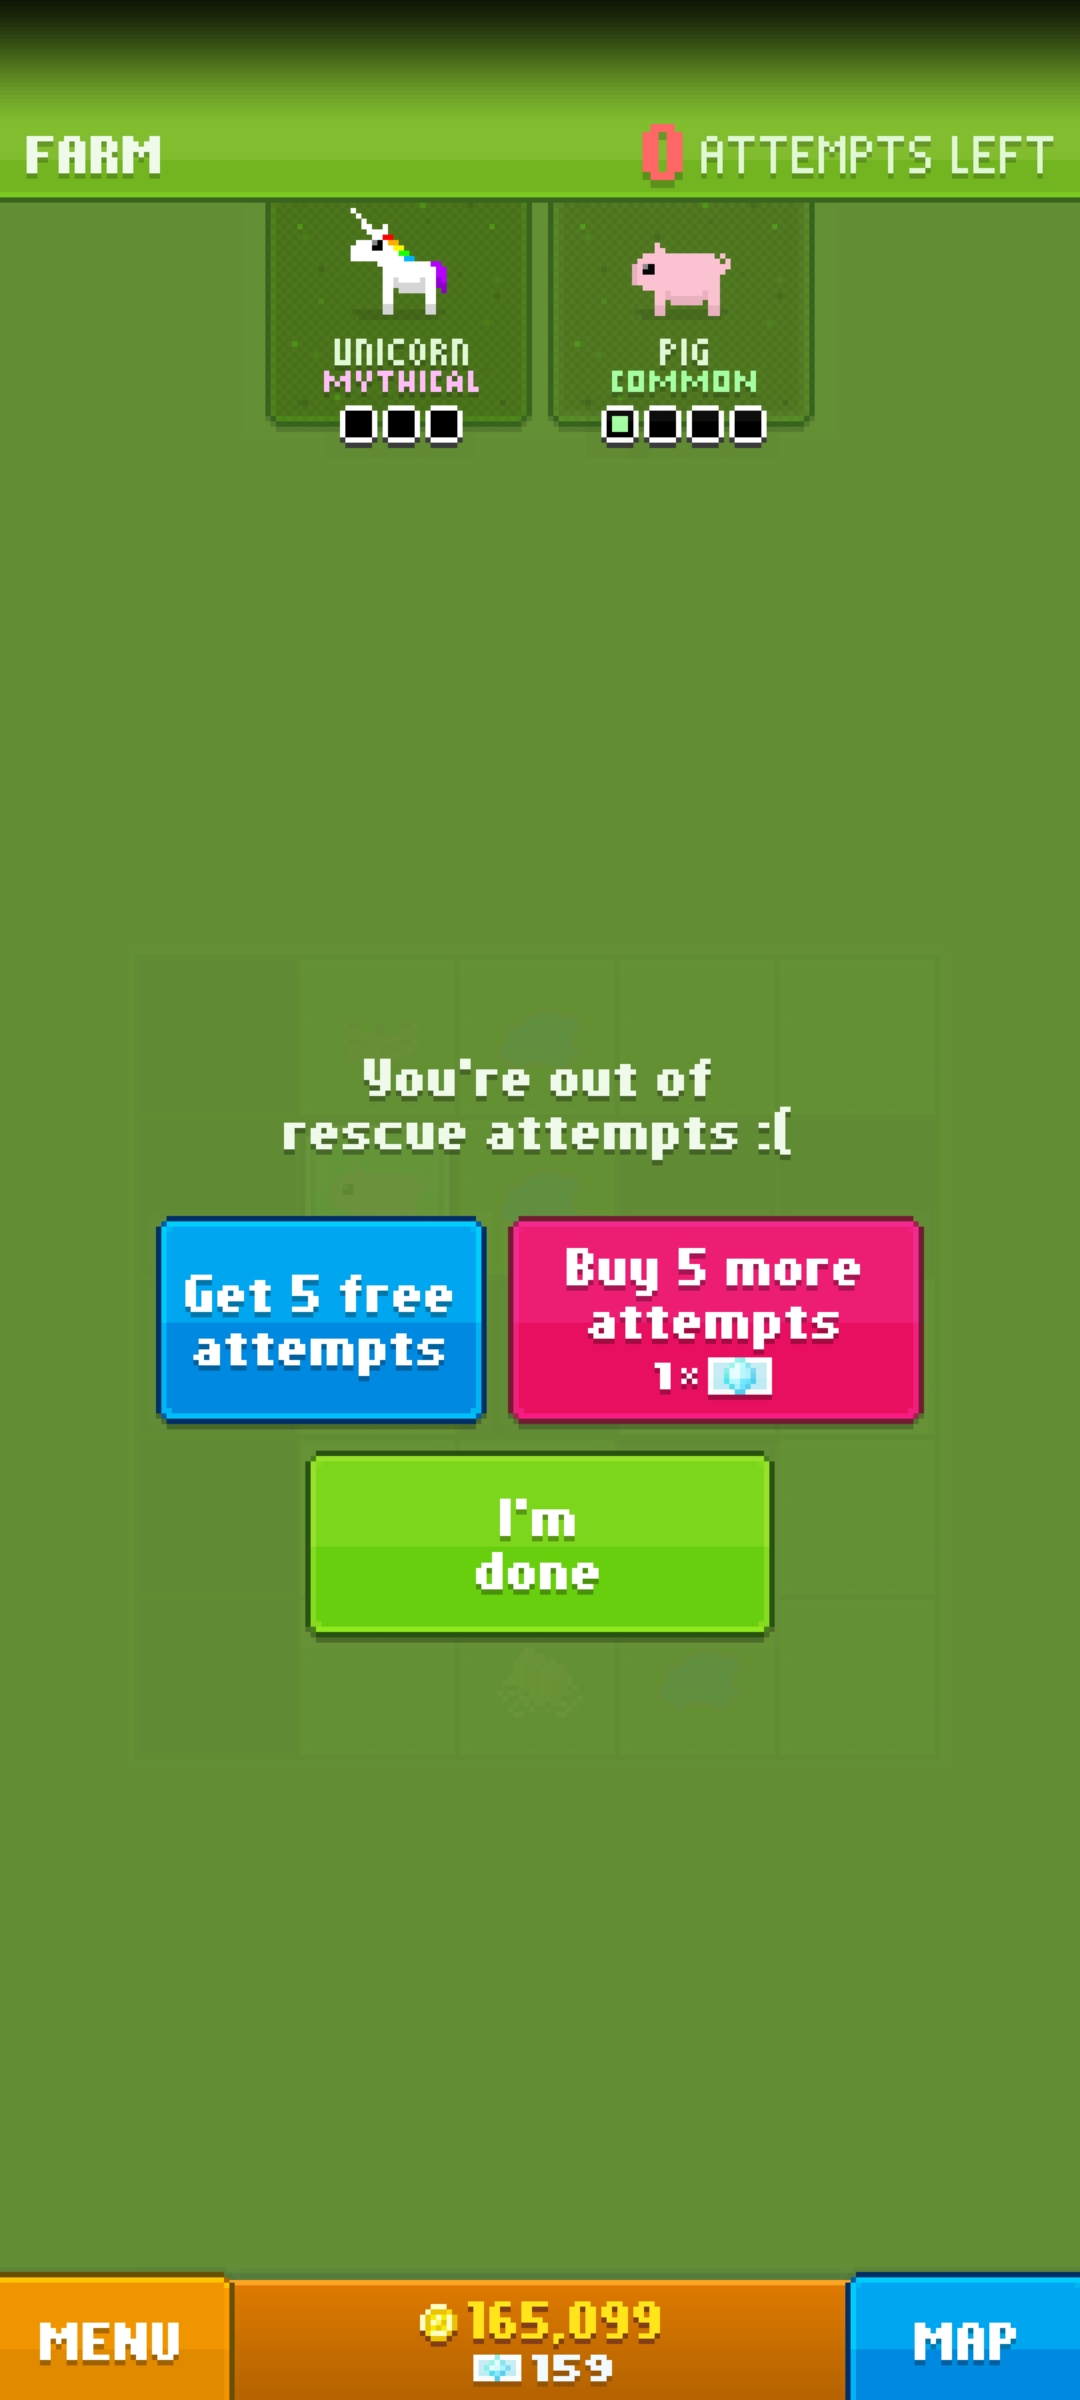 FARM
0 ATTEMPTS LEFT
UNICORN
MYTHICAL
PIG
COMMON
You're out of
rescue attempts :(
Get 5 free
attempts
Buy 5 more
attempts
1×
I'm
done
MENU
165,099
159
MAP